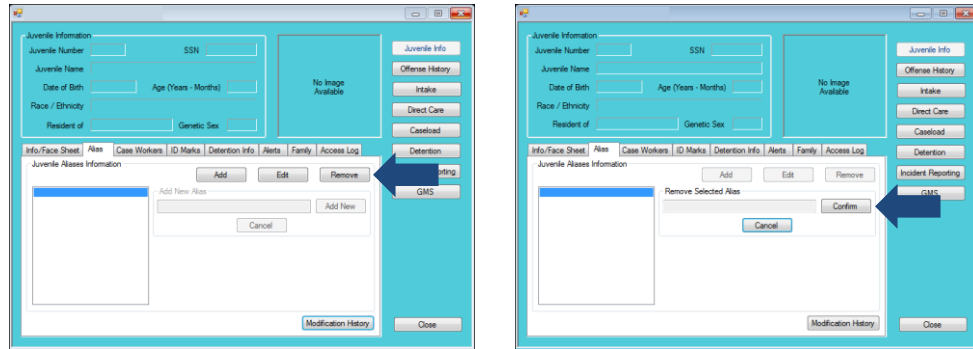 Juvenile Information
Juvenile Number SSN
Juvenile Name
Date of Birth Age (Years - Months)
Race / Ethnicity
Resident of Genetic Sex
No Image
Available
Juvenile Info
Offense History
Intake
Direct Care
Caseload
Detention
orting
GMS
Info/Face Sheet Alias Case Workers ID Marks Detention Info Alerts Family Access Log
Juvenile Aliases Information
Add Edit Remove
Add New Alias
Add New
Cancel
Modification History
Close
Juvenile Information
Juvenile Number SSN
Juvenile Name
Date of Birth Age (Years - Months)
Race / Ethnicity
Resident of Genetic Sex
No Image
Available
Juvenile Info
Offense History
Intake
Direct Care
Caseload
Detention
Incident Reporting
GMS
Info/Face Sheet Alias Case Workers ID Marks Detention Info Alerts Family Access Log
Juvenile Aliases Information
Add Edit Remove
Remove Selected Alias
Confirm
Cancel
Modification History
Close